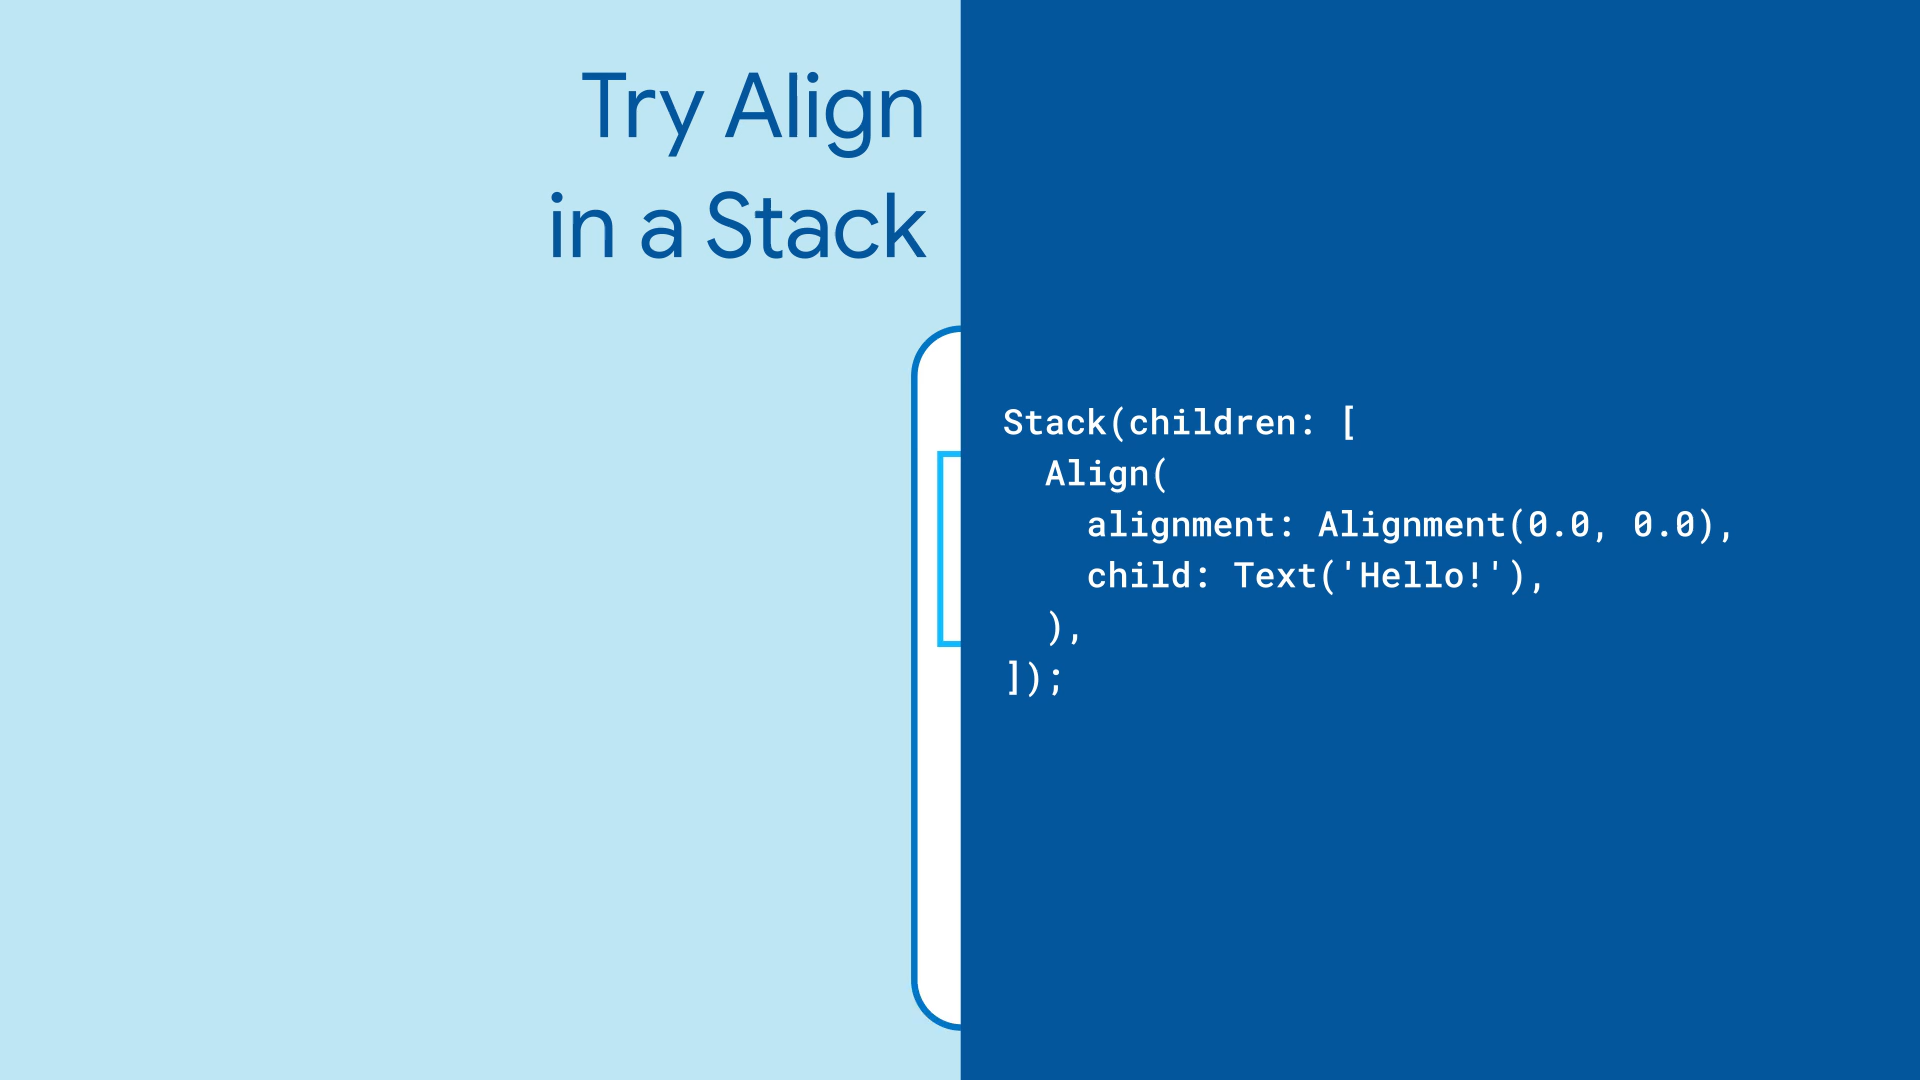 Try Align
in a Stack
Stack(children: [
  Align(
    alignment: Alignment(0.0, 0.0),
    child: Text('Hello!'),
  ),
]);